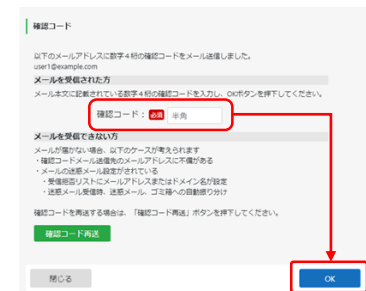 確認コード
以下のメールアドレスに数字4桁の確認コードをメール送信しました。
user1@example.com
メールを受信された方
メール本文に記載されている数字4桁の確認コードを入力し、OKボタンを押下してください。
確認コード： 必須 半角
メールを受信できない方
メールが届かない場合、以下のケースが考えられます
・確認コードメール送信先のメールアドレスに不備がある
・メールの迷惑メール設定がされている
・受信拒否リストにメールアドレスまたはドメイン名が設定
・迷惑メール受信時、迷惑メール、ゴミ箱への自動振り分け
確認コードを再送する場合は、「確認コード再送」ボタンを押下してください。
確認コード再送
閉じる OK